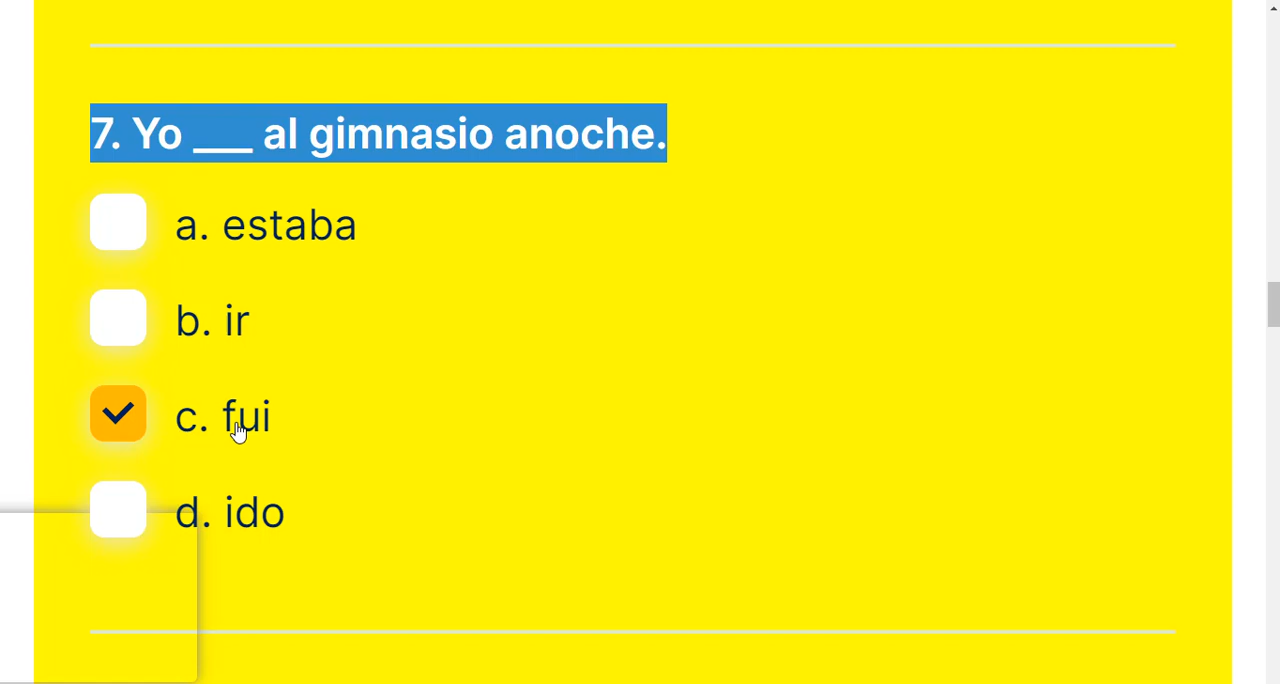 7. Yo ___ al gimnasio anoche.
a. estaba
b. ir
c. fui
d. ido